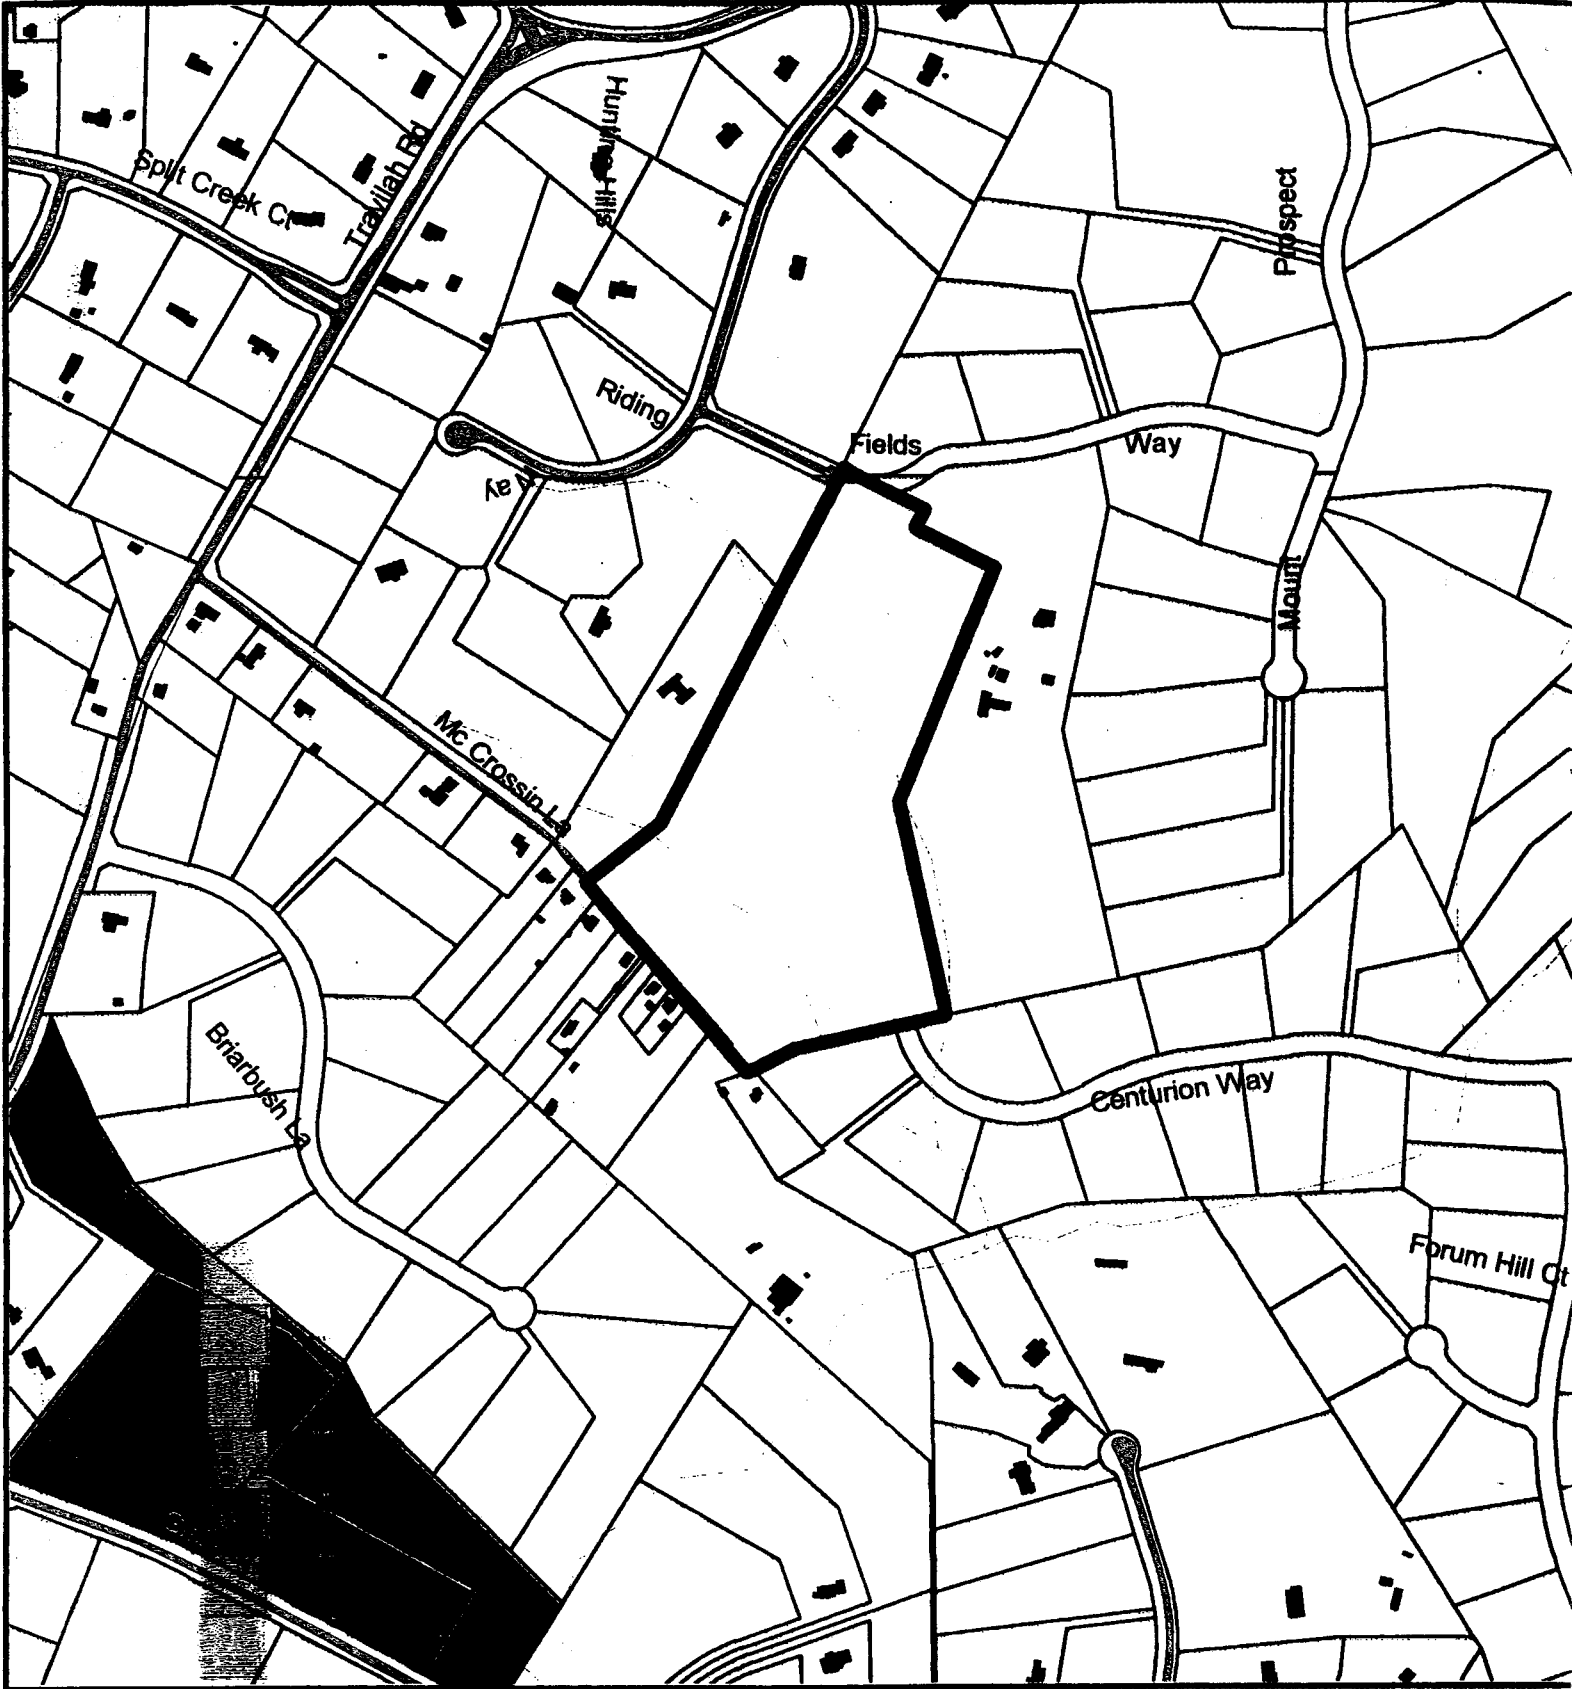 Hunting Hills
Split Creek Ct
Travilah Rd
Prospect
Riding
Fields
Way
Way
Mount
Mc Crossin La
Briarbush La
Centurion Way
Forum Hill Ct